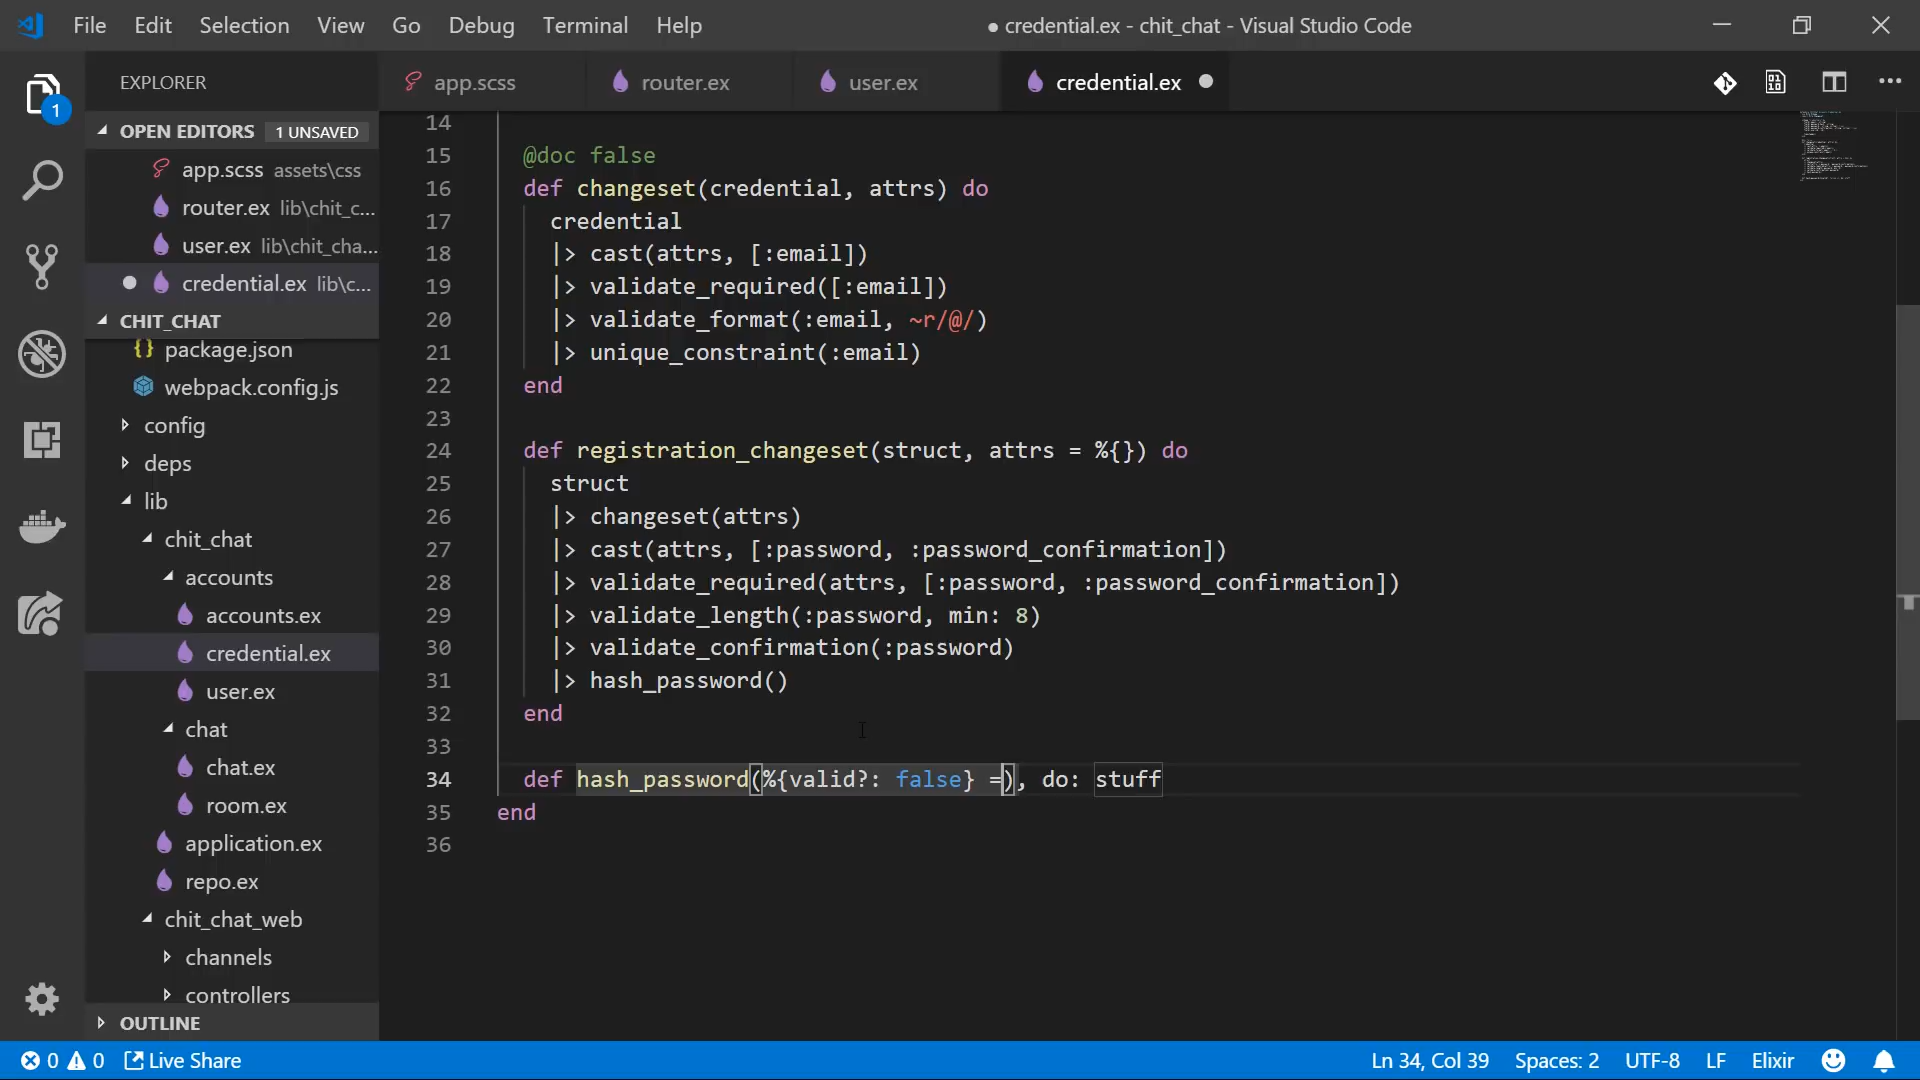 File Edit Selection View Go Debug Terminal Help ● credential.ex - chit_chat - Visual Studio Code
EXPLORER
app.scss router.ex user.ex credential.ex
1
OPEN EDITORS 1 UNSAVED
app.scss assets\css
router.ex lib\chit_c...
user.ex lib\chit_cha...
credential.ex lib\c...
CHIT_CHAT
package.json
webpack.config.js
config
deps
lib
chit_chat
accounts
accounts.ex
credential.ex
user.ex
chat
chat.ex
room.ex
application.ex
repo.ex
chit_chat_web
channels
controllers
OUTLINE
14
15 @doc false
16 def changeset(credential, attrs) do
17 credential
18 |> cast(attrs, [:email])
19 |> validate_required([:email])
20 |> validate_format(:email, ~r/@/)
21 |> unique_constraint(:email)
22 end
23
24 def registration_changeset(struct, attrs = %{}) do
25 struct
26 |> changeset(attrs)
27 |> cast(attrs, [:password, :password_confirmation])
28 |> validate_required(attrs, [:password, :password_confirmation])
29 |> validate_length(:password, min: 8)
30 |> validate_confirmation(:password)
31 |> hash_password()
32 end
33
34 def hash_password(%{valid?: false} =), do: stuff
35 end
36
0 0 Live Share Ln 34, Col 39 Spaces: 2 UTF-8 LF Elixir